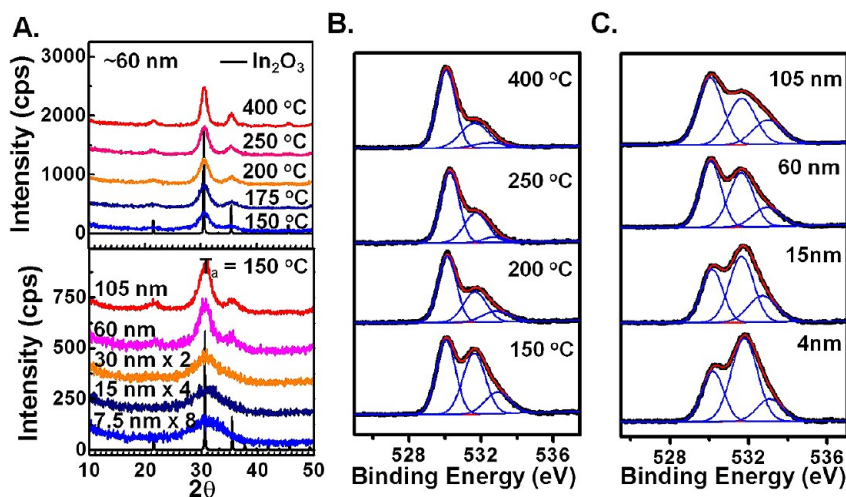 A.
~60 nm
In₂O₃
400 °C
250 °C
200 °C
175 °C
150 °C
Intensity (cps)
3000
2000
1000
0
Tₐ = 150 °C
105 nm
60 nm
30 nm x 2
15 nm x 4
7.5 nm x 8
Intensity (cps)
750
500
250
0
10 20 30 40 50
2θ
B.
400 °C
250 °C
200 °C
150 °C
528 532 536
Binding Energy (eV)
C.
105 nm
60 nm
15nm
4nm
528 532 536
Binding Energy (eV)